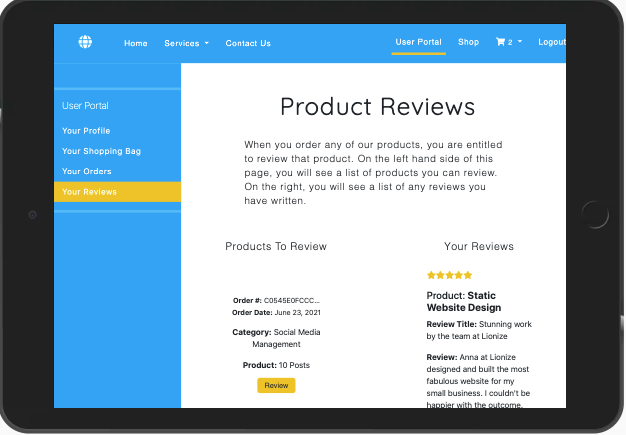 Home Services Contact Us User Portal Shop 2 Logout
User Portal
Your Profile
Your Shopping Bag
Your Orders
Your Reviews
Product Reviews
When you order any of our products, you are entitled
to review that product. On the left hand side of this
page, you will see a list of products you can review.
On the right, you will see a list of any reviews you
have written.
Products To Review
Order #: C0545E0FCCC...
Order Date: June 23, 2021
Category: Social Media
Management
Product: 10 Posts
Review
Your Reviews
Product: Static
Website Design
Review Title: Stunning work
by the team at Lionize
Review: Anna at Lionize
designed and built the most
fabulous website for my
small business. I couldn't be
happier with the outcome.